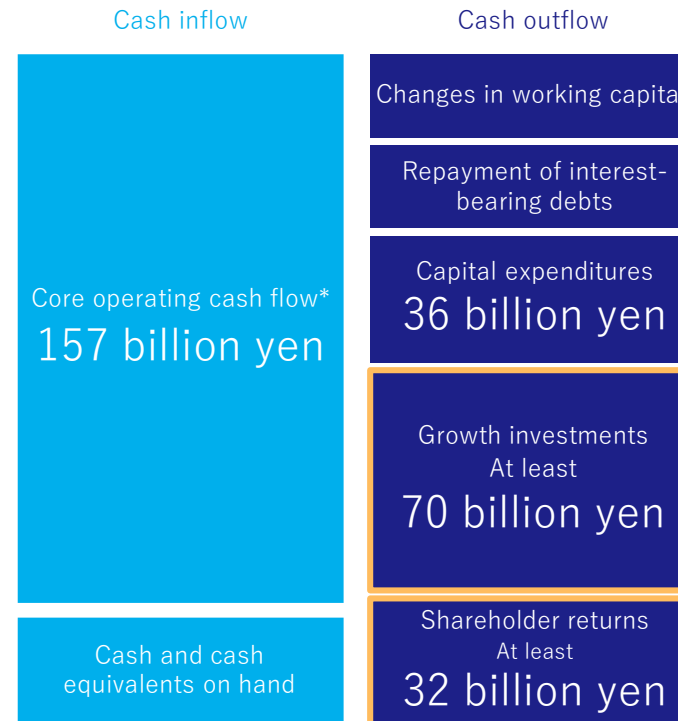 Cash inflow
Cash outflow
Core operating cash flow*
157 billion yen
Cash and cash
equivalents on hand
Changes in working capita
Repayment of interest-
bearing debts
Capital expenditures
36 billion yen
Growth investments
At least
70 billion yen
Shareholder returns
At least
32 billion yen